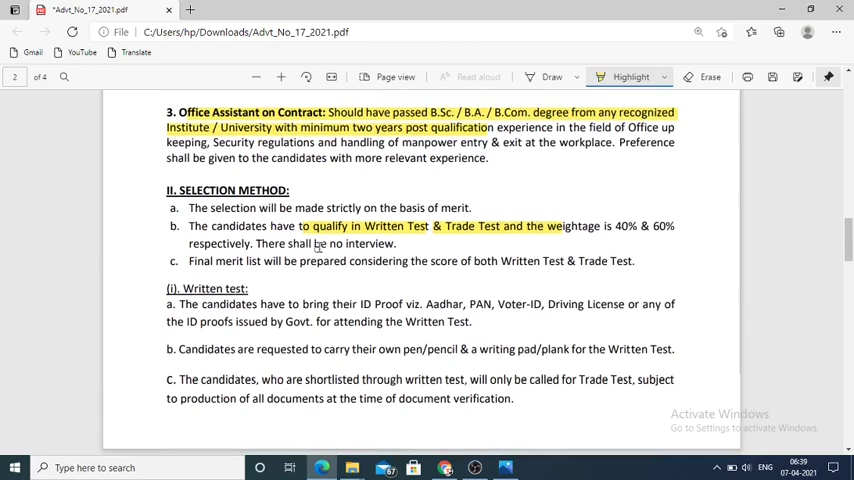 *Advt_No_17_2021.pdf
File
C:/Users/hp/Downloads/Advt_No_17_2021.pdf
Gmail
YouTube
Translate
2
of 4
Page view
Read aloud
Draw
Highlight
Erase
3. Office Assistant on Contract: Should have passed B.Sc. / B.A. / B.Com. degree from any recognized
Institute / University with minimum two years post qualification experience in the field of Office up
keeping, Security regulations and handling of manpower entry & exit at the workplace. Preference
shall be given to the candidates with more relevant experience.
II. SELECTION METHOD:
a. The selection will be made strictly on the basis of merit.
b. The candidates have to qualify in Written Test & Trade Test and the weightage is 40% & 60%
respectively. There shall be no interview.
c. Final merit list will be prepared considering the score of both Written Test & Trade Test.
(i). Written test:
a. The candidates have to bring their ID Proof viz. Aadhar, PAN, Voter-ID, Driving License or any of
the ID proofs issued by Govt. for attending the Written Test.
b. Candidates are requested to carry their own pen/pencil & a writing pad/plank for the Written Test.
C. The candidates, who are shortlisted through written test, will only be called for Trade Test, subject
to production of all documents at the time of document verification.
Activate Windows
Go to Settings to activate Windows.
Type here to search
67
ENG
06:39
07-04-2021